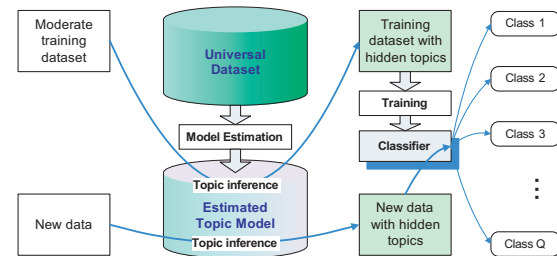 Moderate
training
dataset
Universal
Dataset
Model Estimation
Topic inference
Estimated
Topic Model
Topic inference
New data
Training
dataset with
hidden topics
Training
Classifier
New data
with hidden
topics
Class 1
Class 2
Class 3
...
Class Q